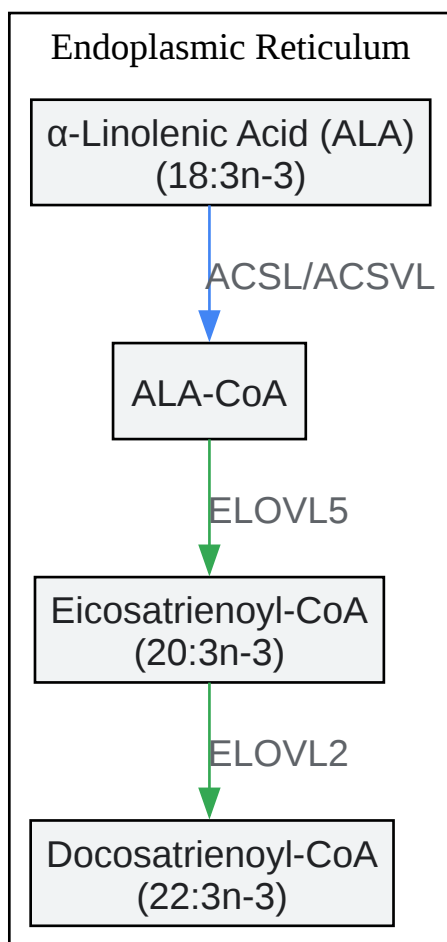 Endoplasmic Reticulum
α-Linolenic Acid (ALA)
(18:3n-3)
ACSL/ACSVL
ALA-CoA
ELOVL5
Eicosatrienoyl-CoA
(20:3n-3)
ELOVL2
Docosatrienoyl-CoA
(22:3n-3)